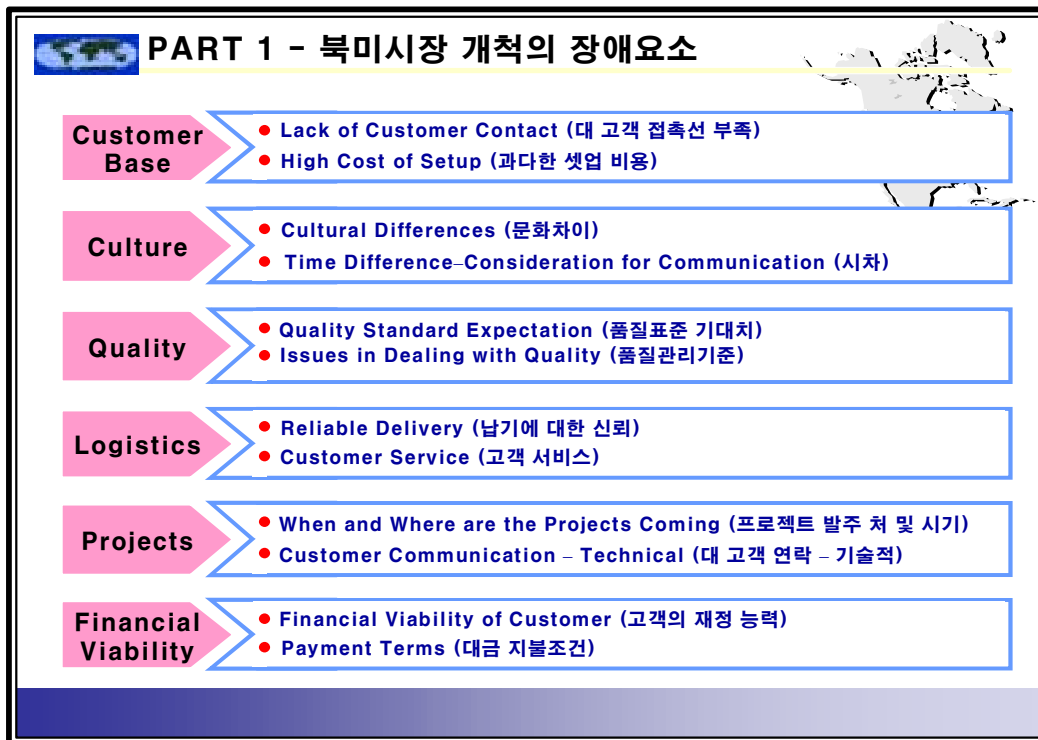 PART 1 - 북미시장 개척의 장애요소
Customer
Base
Lack of Customer Contact (대 고객 접촉선 부족)
High Cost of Setup (과다한 셋업 비용)
Culture
Cultural Differences (문화차이)
Time Difference–Consideration for Communication (시차)
Quality
Quality Standard Expectation (품질표준 기대치)
Issues in Dealing with Quality (품질관리기준)
Logistics
Reliable Delivery (납기에 대한 신뢰)
Customer Service (고객 서비스)
Projects
When and Where are the Projects Coming (프로젝트 발주 처 및 시기)
Customer Communication – Technical (대 고객 연락 – 기술적)
Financial
Viability
Financial Viability of Customer (고객의 재정 능력)
Payment Terms (대금 지불조건)